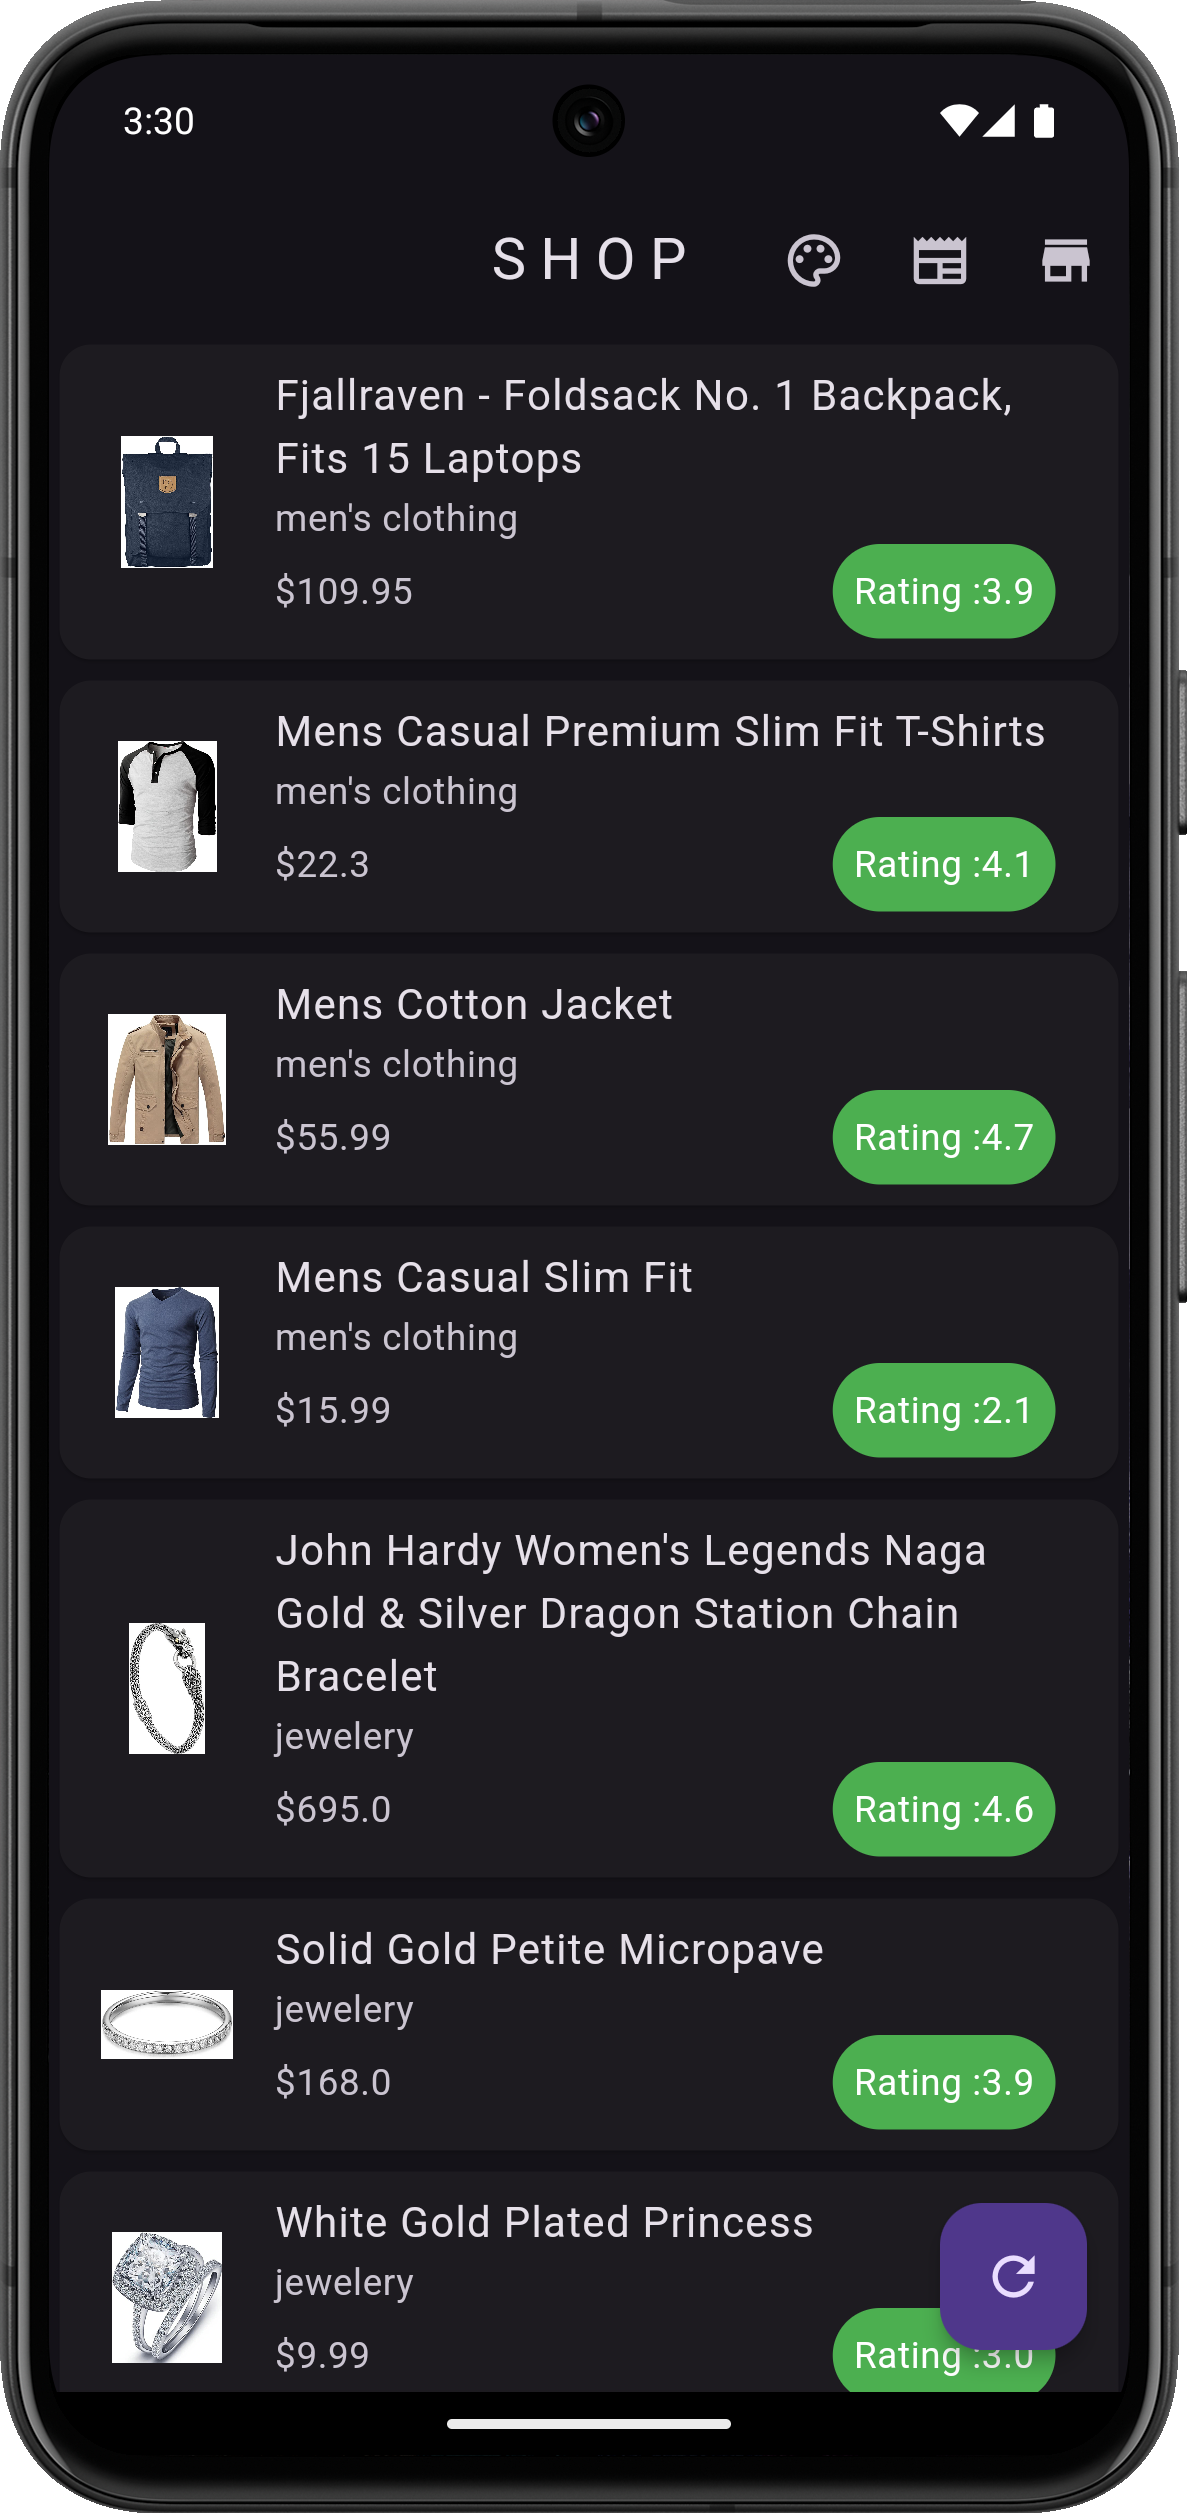 3:30
SHOP
Fjallraven - Foldsack No. 1 Backpack,
Fits 15 Laptops
men's clothing
$109.95
Rating :3.9
Mens Casual Premium Slim Fit T-Shirts
men's clothing
$22.3
Rating :4.1
Mens Cotton Jacket
men's clothing
$55.99
Rating :4.7
Mens Casual Slim Fit
men's clothing
$15.99
Rating :2.1
John Hardy Women's Legends Naga
Gold & Silver Dragon Station Chain
Bracelet
jewelery
$695.0
Rating :4.6
Solid Gold Petite Micropave
jewelery
$168.0
Rating :3.9
White Gold Plated Princess
jewelery
$9.99
Rating :3.0